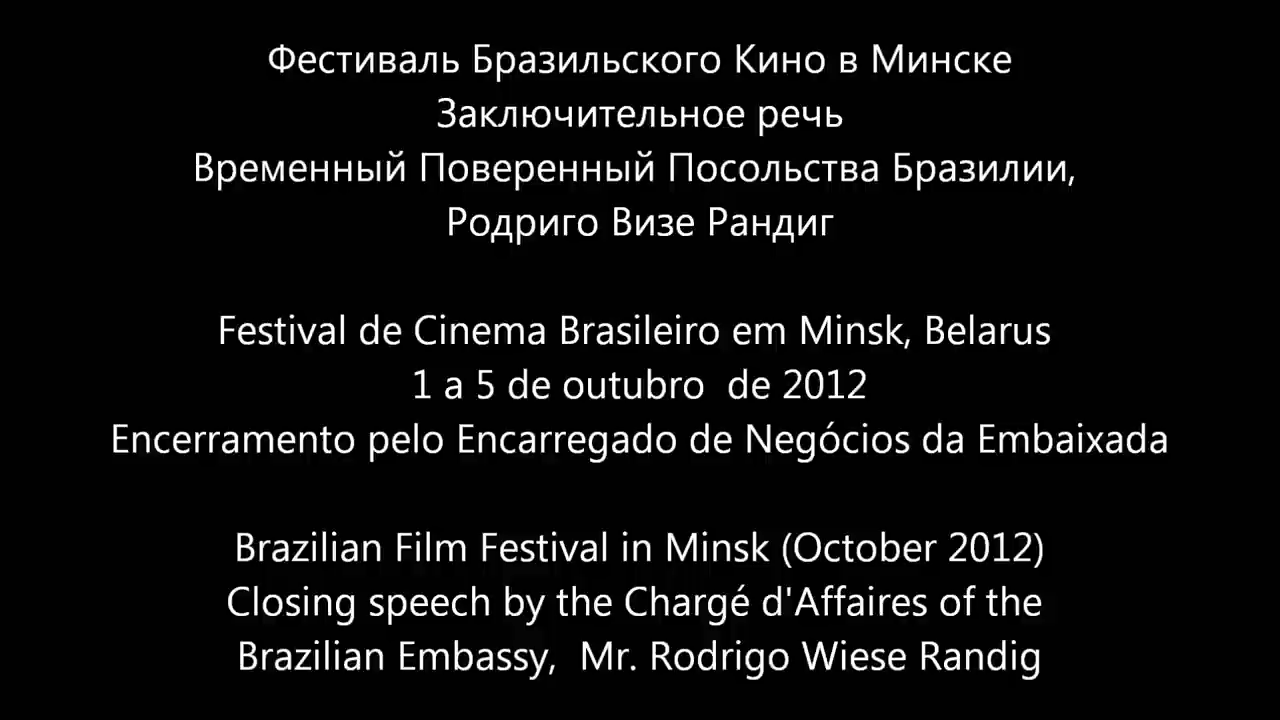 Фестиваль Бразильского Кино в Минске
Заключительное речь
Временный Поверенный Посольства Бразилии,
Родриго Визе Рандиг
Festival de Cinema Brasileiro em Minsk, Belarus
1 a 5 de outubro  de 2012
Encerramento pelo Encarregado de Negócios da Embaixada
Brazilian Film Festival in Minsk (October 2012)
Closing speech by the Chargé d'Affaires of the
Brazilian Embassy,  Mr. Rodrigo Wiese Randig